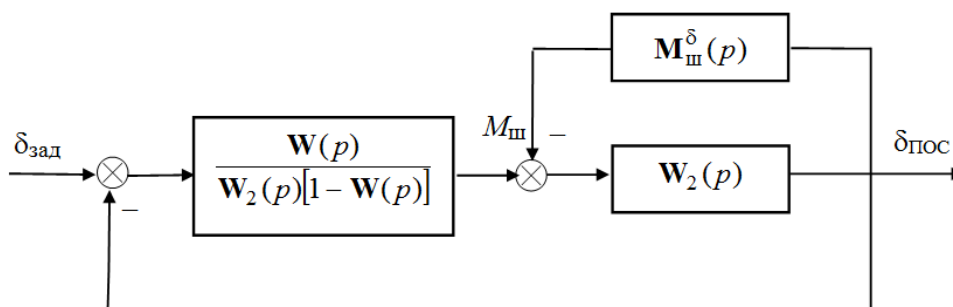 M_ш^δ(p)
M_Ш
–
δ_зад
W(p)
W_2(p)[1 – W(p)]
W_2(p)
δ_ПОС
–